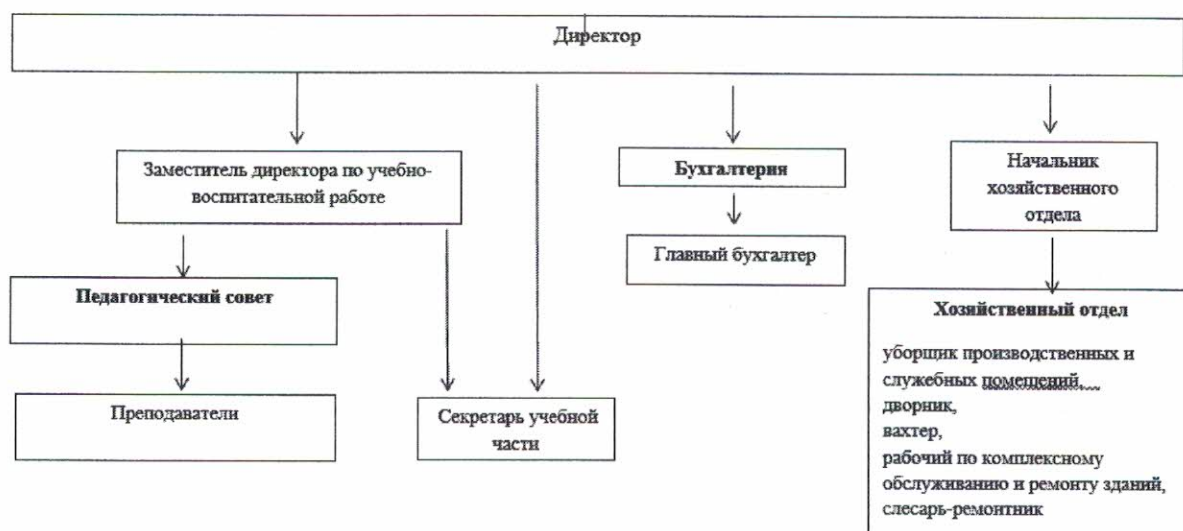 Директор
Заместитель директора по учебно-
воспитательной работе
Бухгалтерия
Начальник
хозяйственного
отдела
Главный бухгалтер
Педагогический совет
Хозяйственный отдел
уборщик производственных и
служебных помещений,
дворник,
вахтер,
рабочий по комплексному
обслуживанию и ремонту зданий,
слесарь-ремонтник
Преподаватели
Секретарь учебной
части